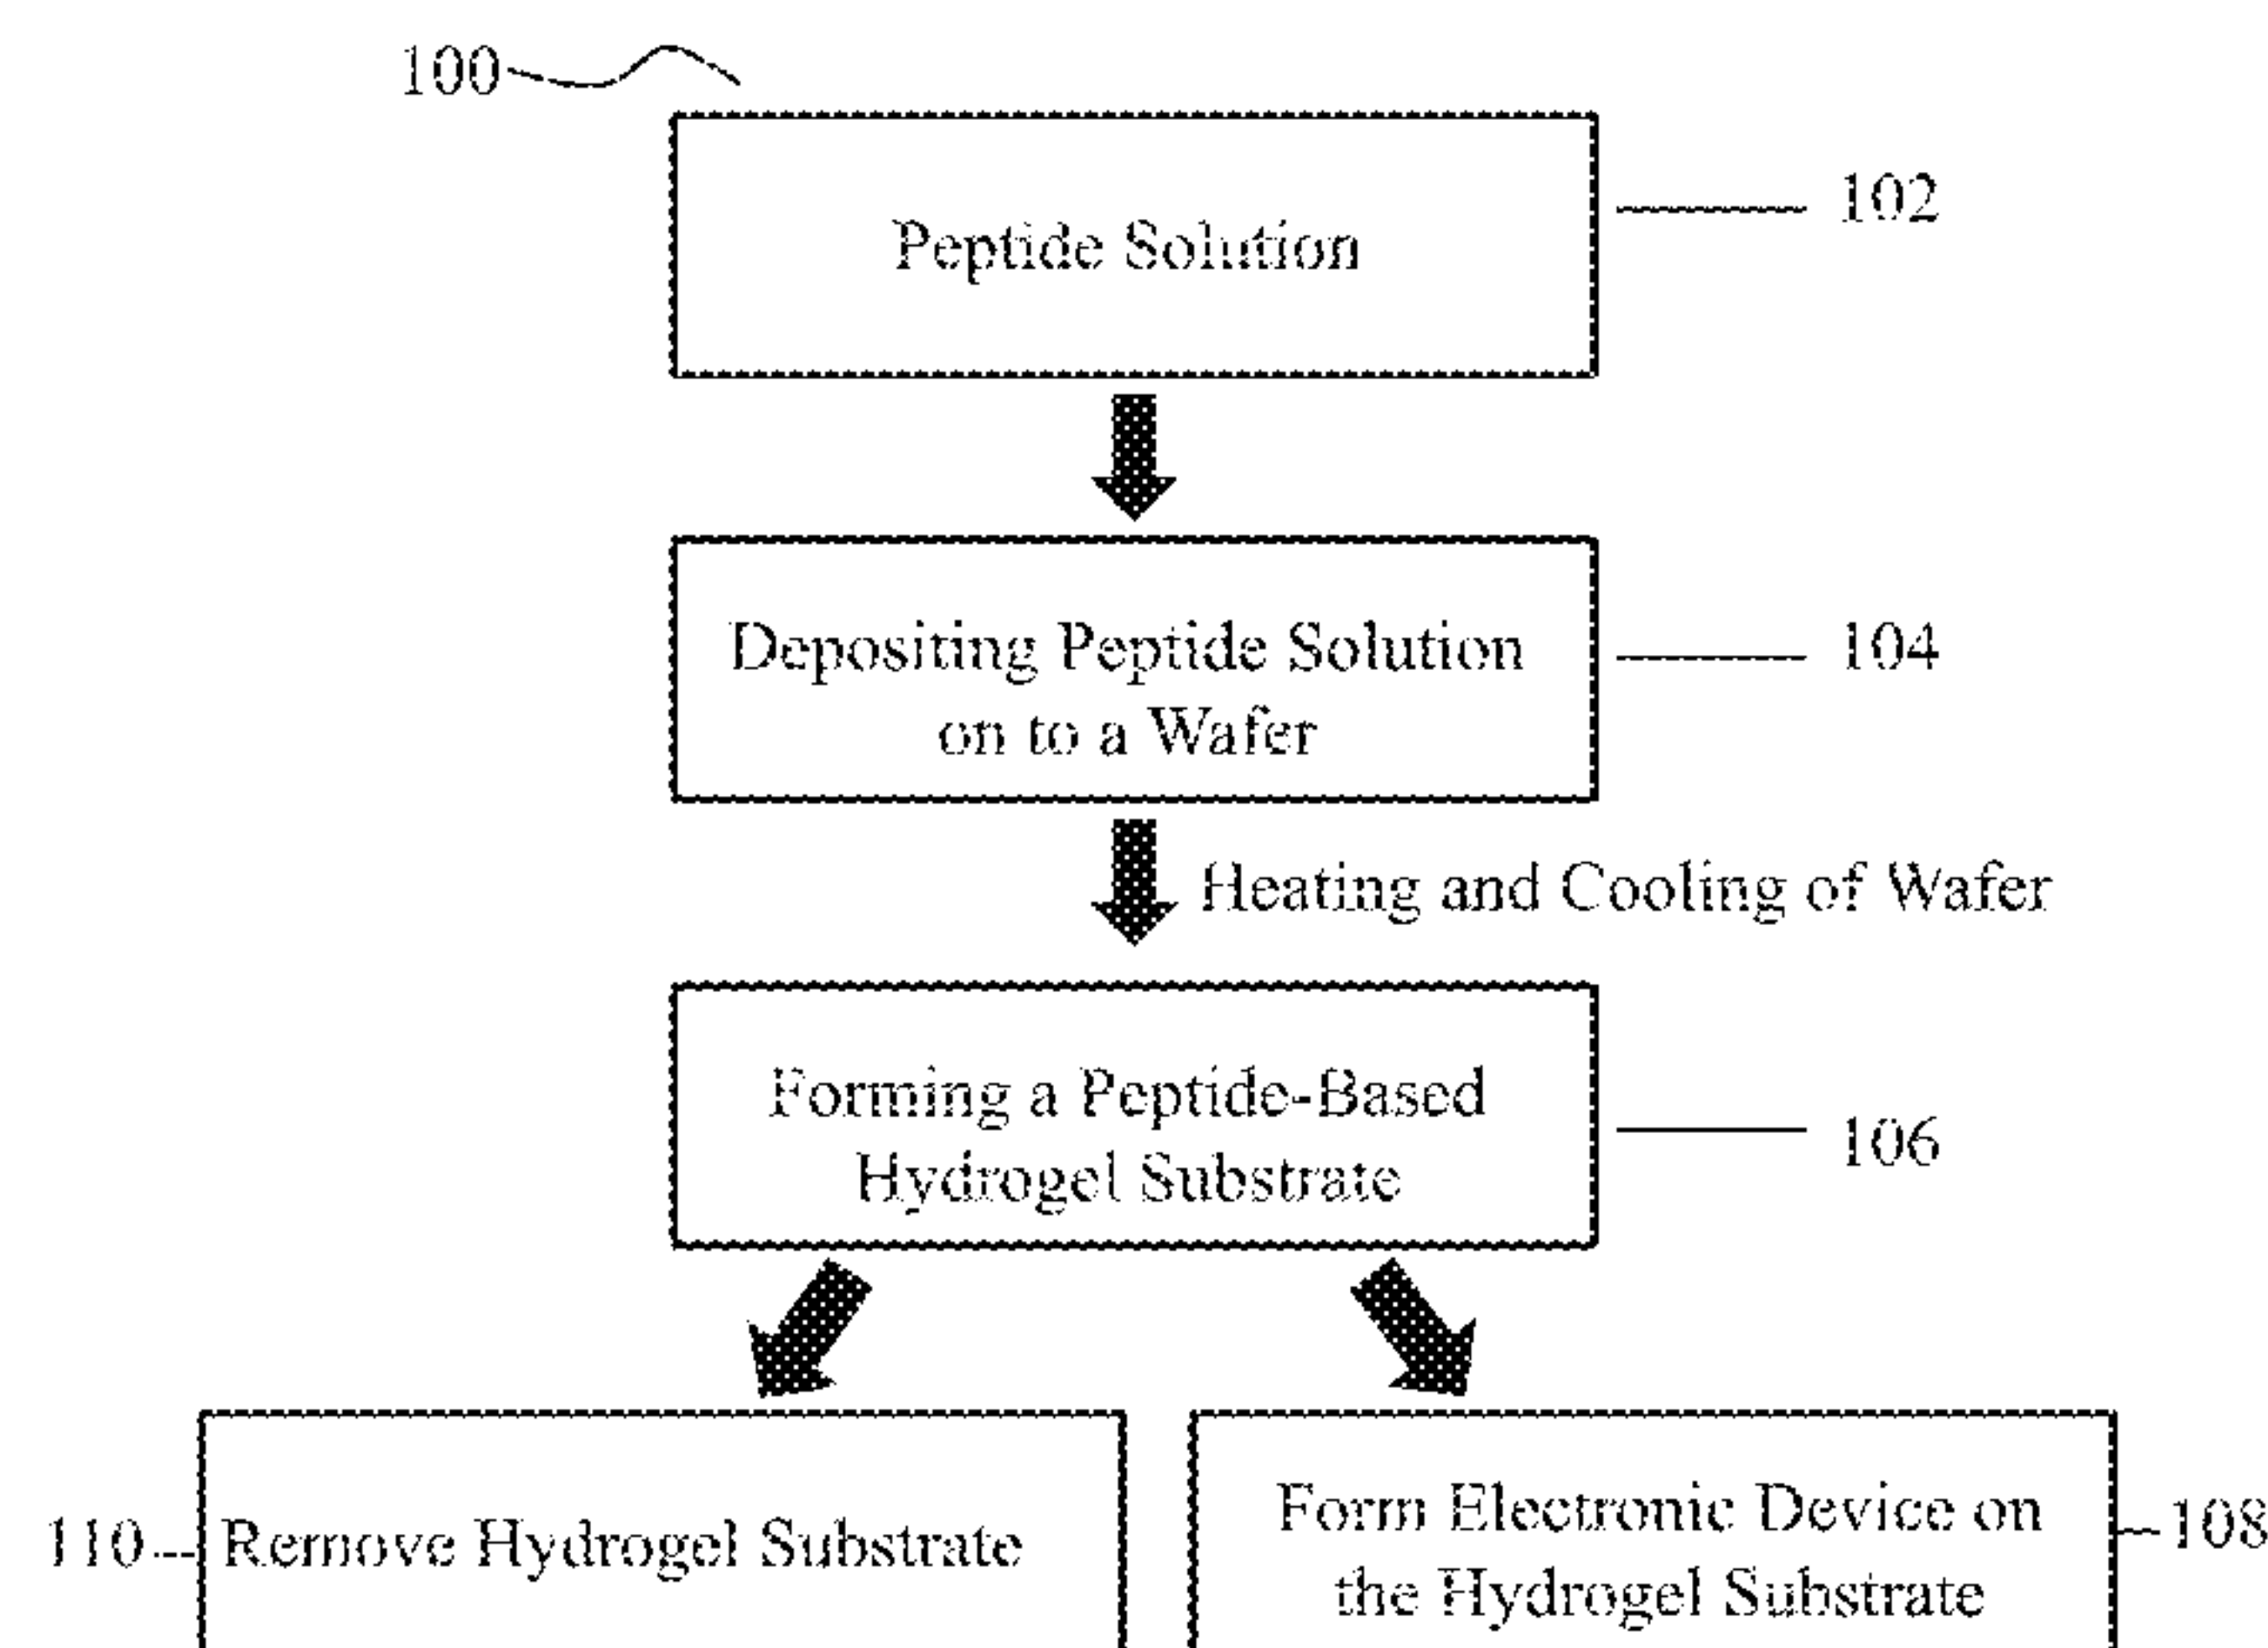 100
Peptide Solution
102
Depositing Peptide Solution
on to a Wafer
104
Heating and Cooling of Wafer
Forming a Peptide-Based
Hydrogel Substrate
106
110
Remove Hydrogel Substrate
Form Electronic Device on
the Hydrogel Substrate
108